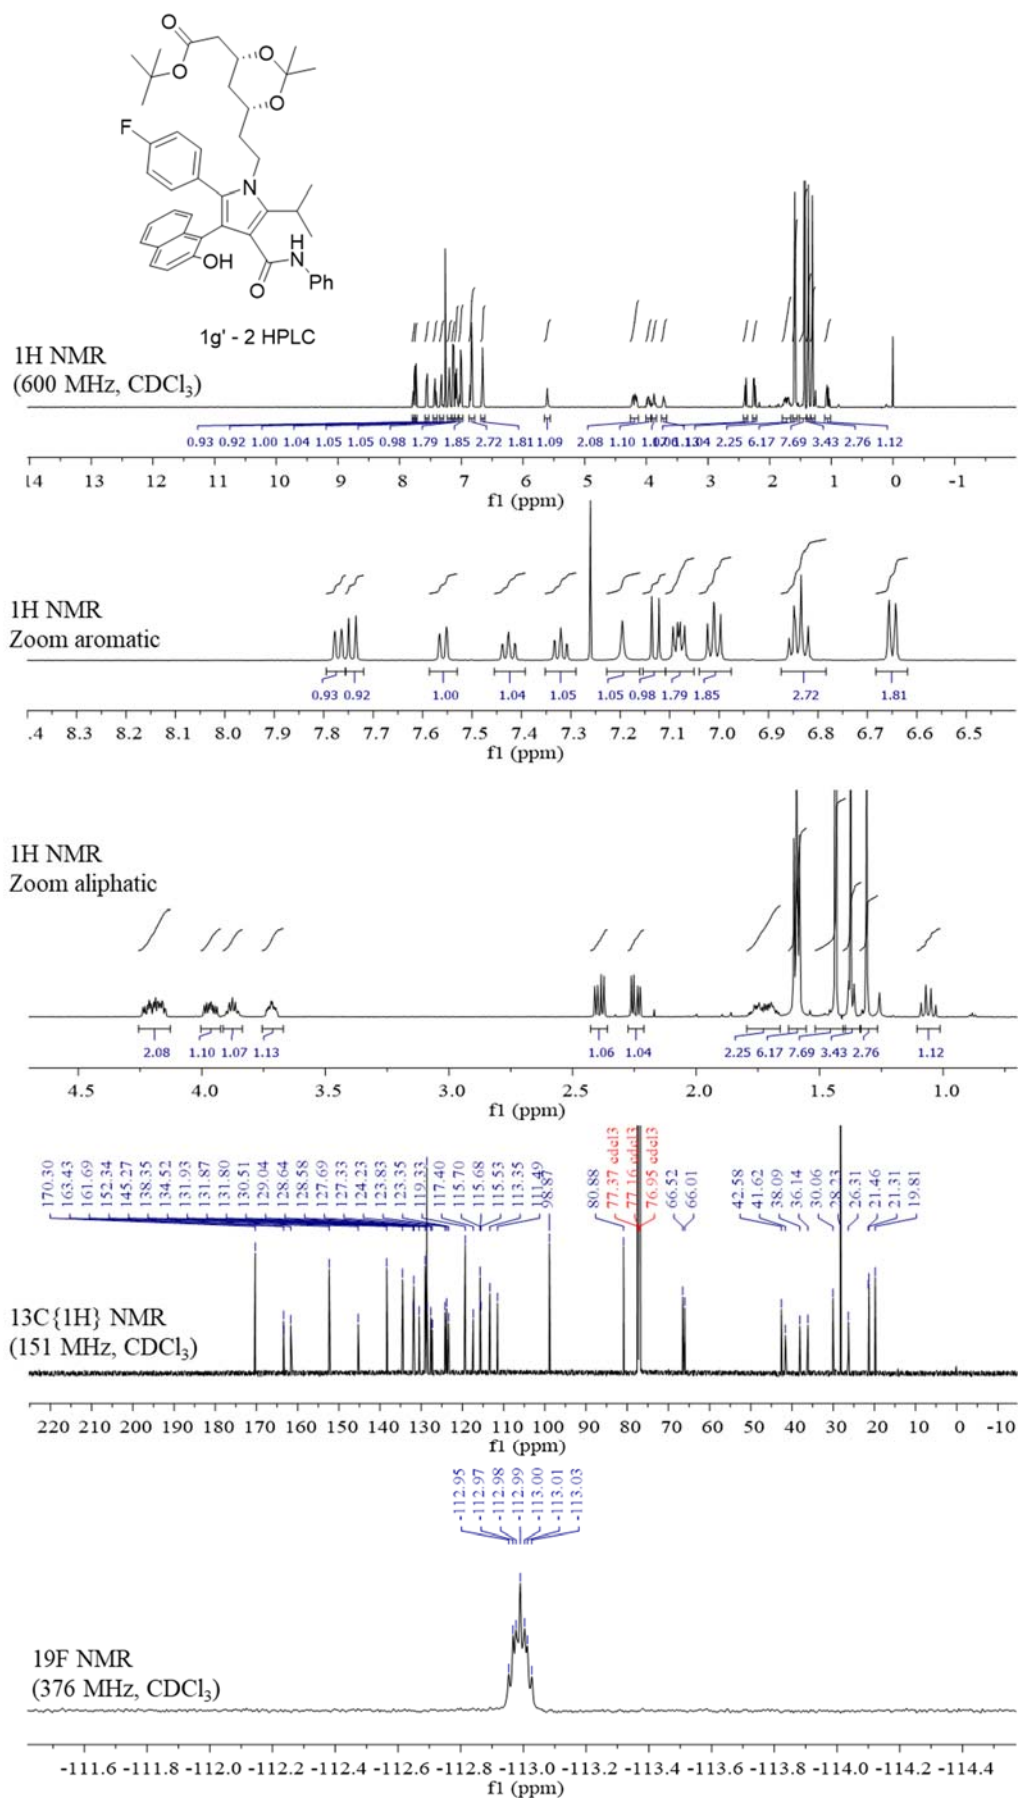 O
O
O
O
F
N
H
N
OH
O
Ph
1g' - 2 HPLC
1H NMR
(600 MHz, CDCl₃)
0.93 0.92 1.00 1.04 1.05 1.05 0.98 1.79 1.85 2.72 1.81 1.09 2.08 1.10 1.07 1.06 1.13 1.04 2.25 6.17 7.69 3.43 2.76 1.12
14 13 12 11 10 9 8 7 6 5 4 3 2 1 0 -1
f1 (ppm)
1H NMR
Zoom aromatic
0.93 0.92 1.00 1.04 1.05 1.05 0.98 1.79 1.85 2.72 1.81
.4 8.3 8.2 8.1 8.0 7.9 7.8 7.7 7.6 7.5 7.4 7.3 7.2 7.1 7.0 6.9 6.8 6.7 6.6 6.5
f1 (ppm)
1H NMR
Zoom aliphatic
2.08 1.10 1.07 1.13 1.06 1.04 2.25 6.17 7.69 3.43 2.76 1.12
4.5 4.0 3.5 3.0 2.5 2.0 1.5 1.0
f1 (ppm)
170.30 163.43 161.69 152.34 145.27 138.35 134.52 131.93 131.87 131.80 130.51 129.04 128.64 128.58 127.69 127.33 124.23 123.83 123.35 119.33 117.40 115.70 115.68 115.53 113.35 111.49 98.87 80.88 77.37 cdcl3 77.16 cdcl3 76.95 cdcl3 66.52 66.01 42.58 41.62 38.09 36.14 30.06 28.23 26.31 21.46 21.31 19.81
13C{1H} NMR
(151 MHz, CDCl₃)
220 210 200 190 180 170 160 150 140 130 120 110 100 90 80 70 60 50 40 30 20 10 0 -10
f1 (ppm)
-112.95 -112.97 -112.98 -112.99 -113.00 -113.01 -113.03
19F NMR
(376 MHz, CDCl₃)
-111.6 -111.8 -112.0 -112.2 -112.4 -112.6 -112.8 -113.0 -113.2 -113.4 -113.6 -113.8 -114.0 -114.2 -114.4
f1 (ppm)